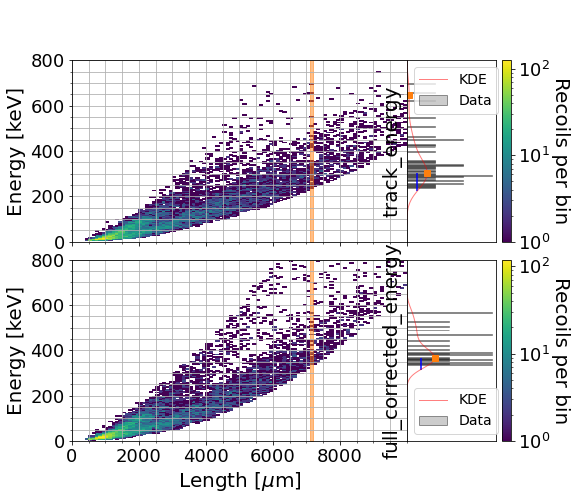 800
600
400
200
0
Energy [keV]
track_energy
KDE
Data
10²
10¹
10⁰
Recoils per bin
800
600
400
200
0
Energy [keV]
0
2000
4000
6000
8000
Length [μm]
full_corrected_energy
KDE
Data
10²
10¹
10⁰
Recoils per bin